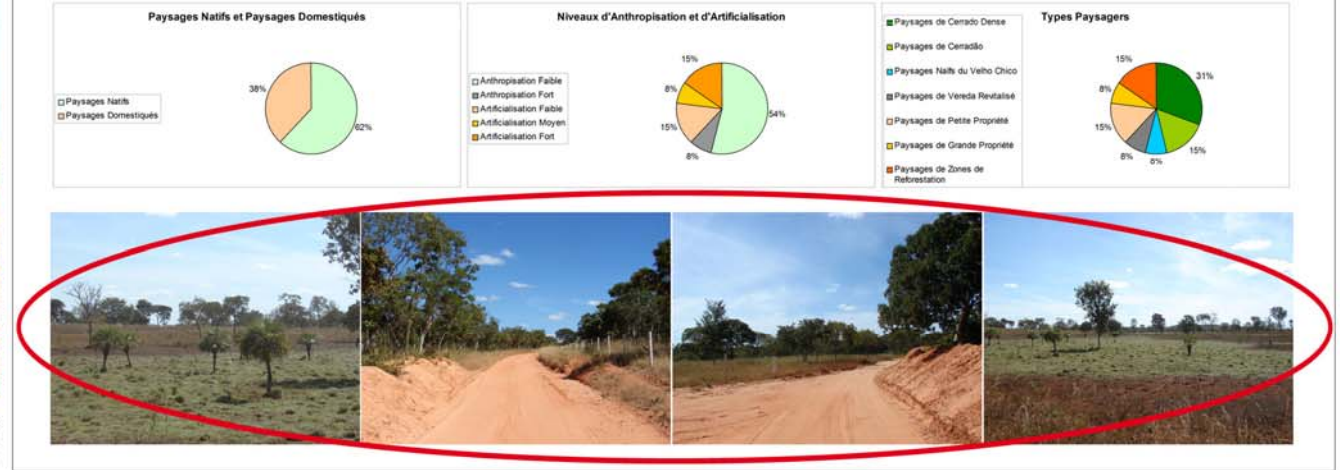 Paysages Natifs et Paysages Domestiqués
Paysages Natifs
Paysages Domestiqués
38%
62%
Niveaux d'Anthropisation et d'Artificialisation
Anthropisation Faible
Anthropisation Fort
Artificialisation Faible
Artificialisation Moyen
Artificialisation Fort
15%
8%
15%
8%
54%
Types Paysagers
Paysages de Cerrado Dense
Paysages de Cerradão
Paysages Naifs du Velho Chico
Paysages de Vereda Revitalisé
Paysages de Petite Propriété
Paysages de Grande Propriété
Paysages de Zones de
Reforestation
15%
8%
15%
8%
8%
15%
31%